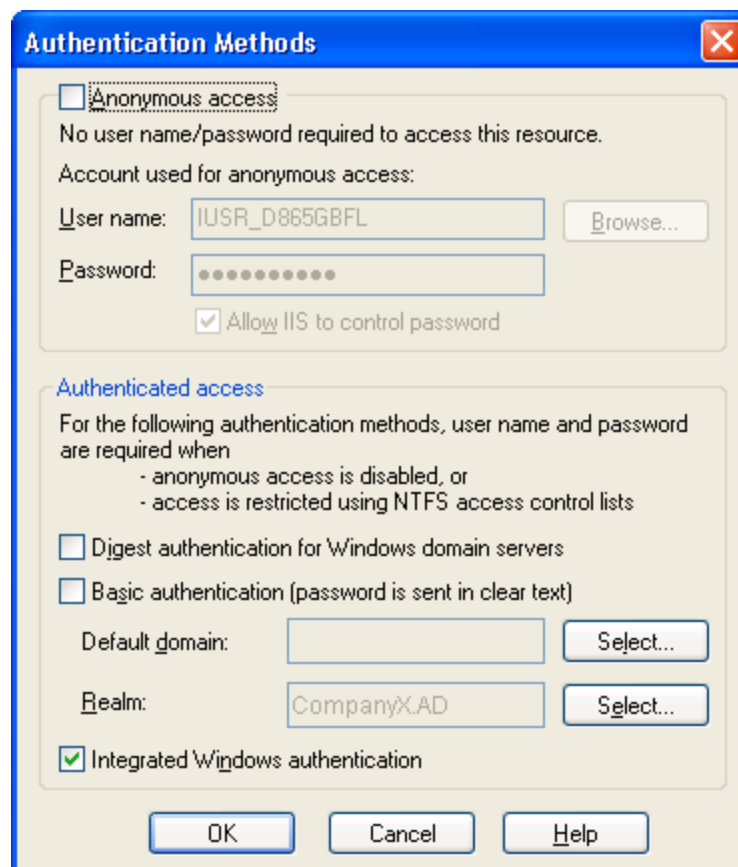 Authentication Methods
Anonymous access
No user name/password required to access this resource.
Account used for anonymous access:
User name: IUSR_D865GBFL Browse...
Password: ●●●●●●●●●●
Allow IIS to control password
Authenticated access
For the following authentication methods, user name and password
are required when
- anonymous access is disabled, or
- access is restricted using NTFS access control lists
Digest authentication for Windows domain servers
Basic authentication (password is sent in clear text)
Default domain: Select...
Realm: CompanyX.AD Select...
Integrated Windows authentication
OK Cancel Help